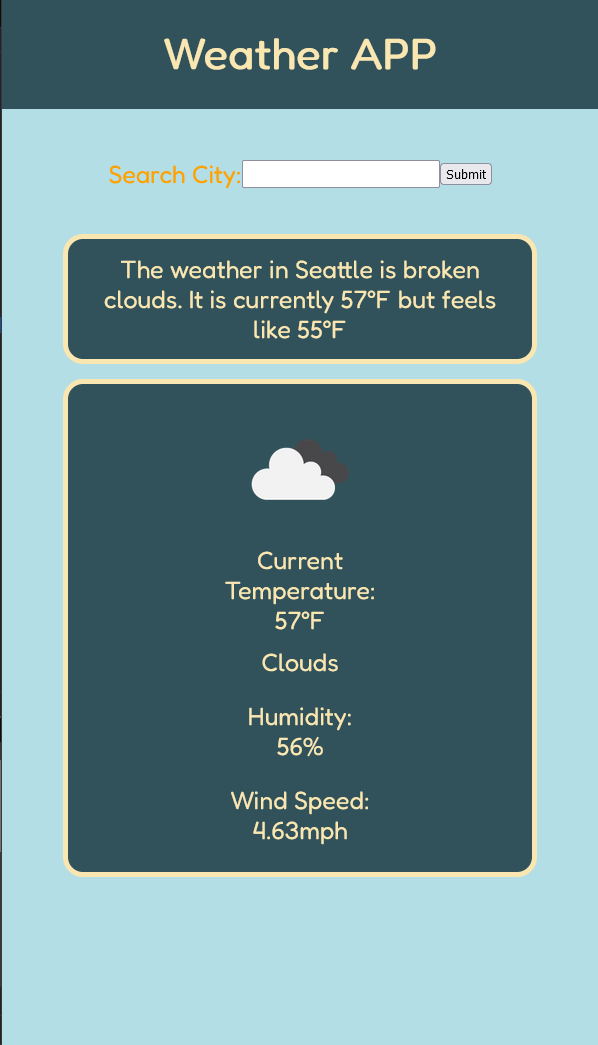 Weather APP
Search City: Submit
The weather in Seattle is broken
clouds. It is currently 57°F but feels
like 55°F
Current
Temperature:
57°F
Clouds
Humidity:
56%
Wind Speed:
4.63mph